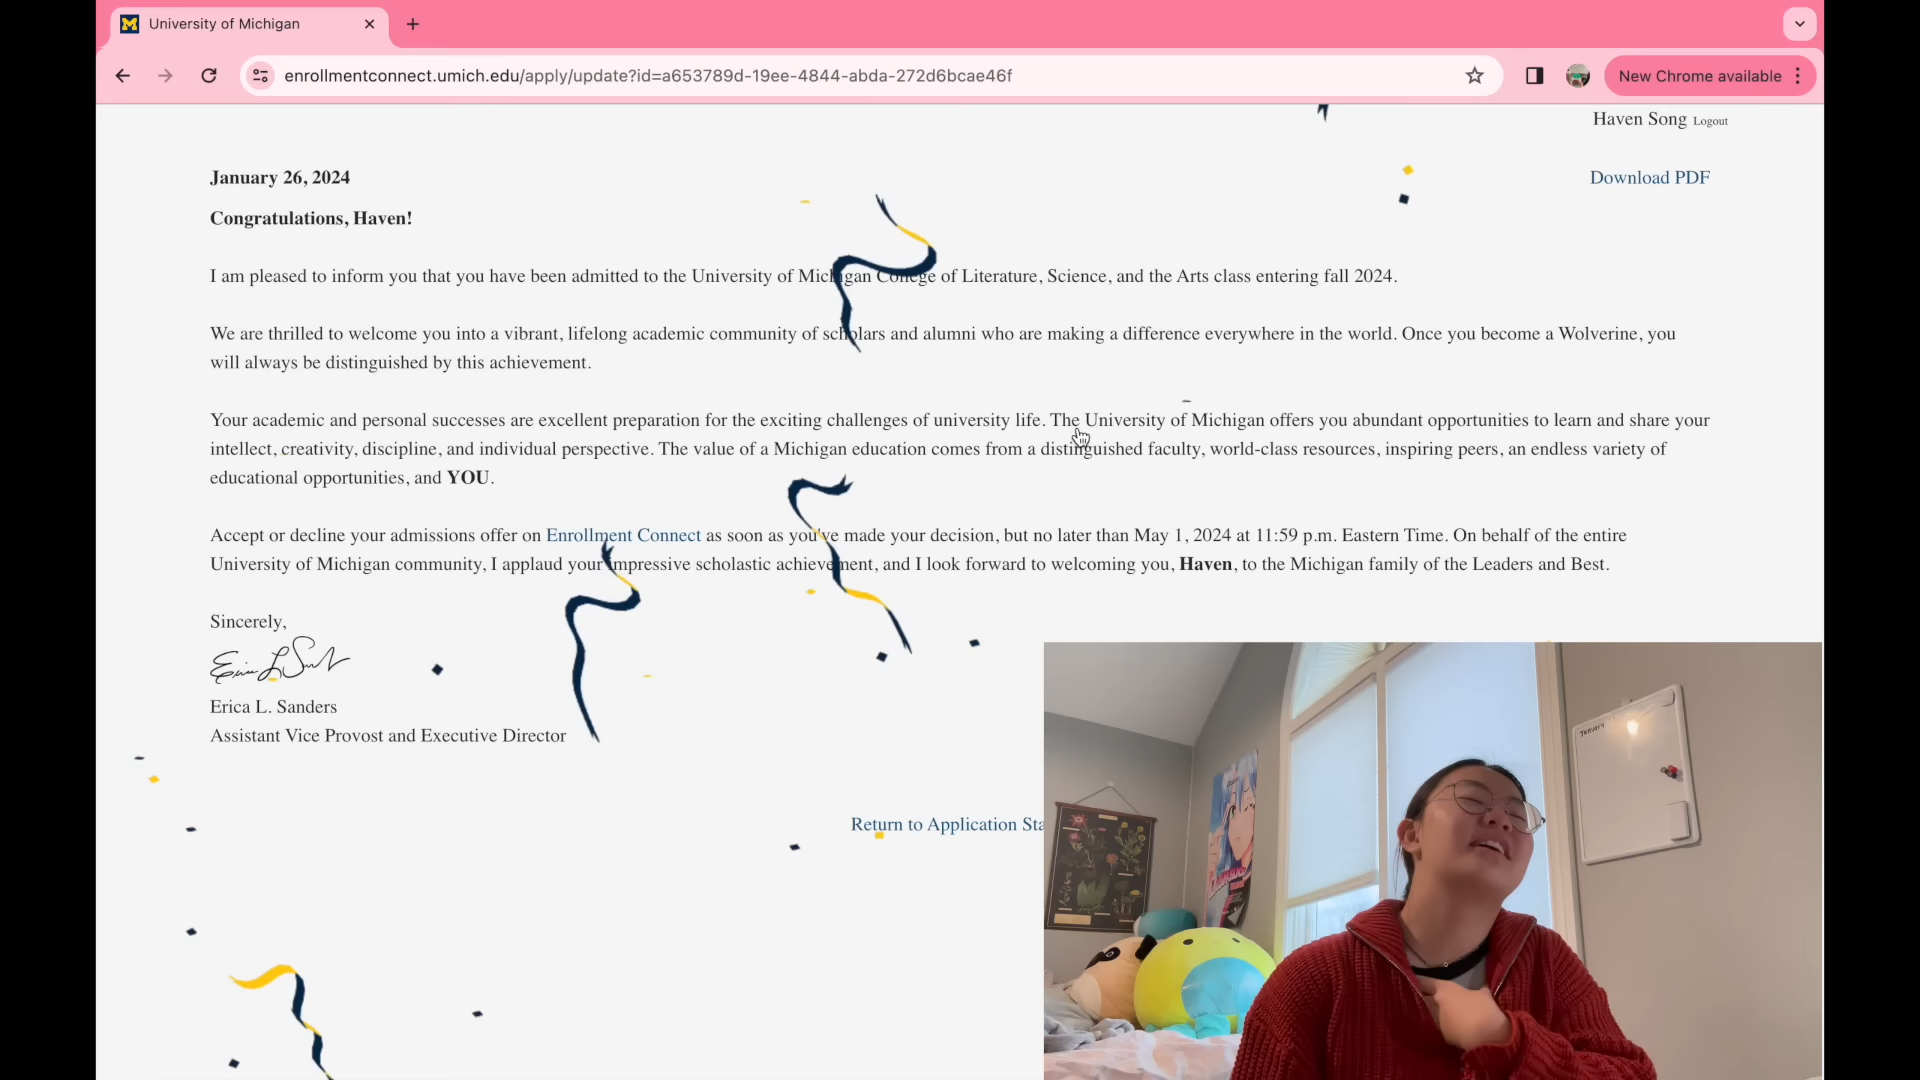 University of Michigan
enrollmentconnect.umich.edu/apply/update?id=a653789d-19ee-4844-abda-272d6bcae46f
New Chrome available
Haven Song Logout
January 26, 2024
Download PDF
Congratulations, Haven!
I am pleased to inform you that you have been admitted to the University of Michigan College of Literature, Science, and the Arts class entering fall 2024.
We are thrilled to welcome you into a vibrant, lifelong academic community of scholars and alumni who are making a difference everywhere in the world. Once you become a Wolverine, you
will always be distinguished by this achievement.
Your academic and personal successes are excellent preparation for the exciting challenges of university life. The University of Michigan offers you abundant opportunities to learn and share your
intellect, creativity, discipline, and individual perspective. The value of a Michigan education comes from a distinguished faculty, world-class resources, inspiring peers, an endless variety of
educational opportunities, and YOU.
Accept or decline your admissions offer on Enrollment Connect as soon as you've made your decision, but no later than May 1, 2024 at 11:59 p.m. Eastern Time. On behalf of the entire
University of Michigan community, I applaud your impressive scholastic achievement, and I look forward to welcoming you, Haven, to the Michigan family of the Leaders and Best.
Sincerely,
Erica L. Sanders
Assistant Vice Provost and Executive Director
Return to Application Sta
January